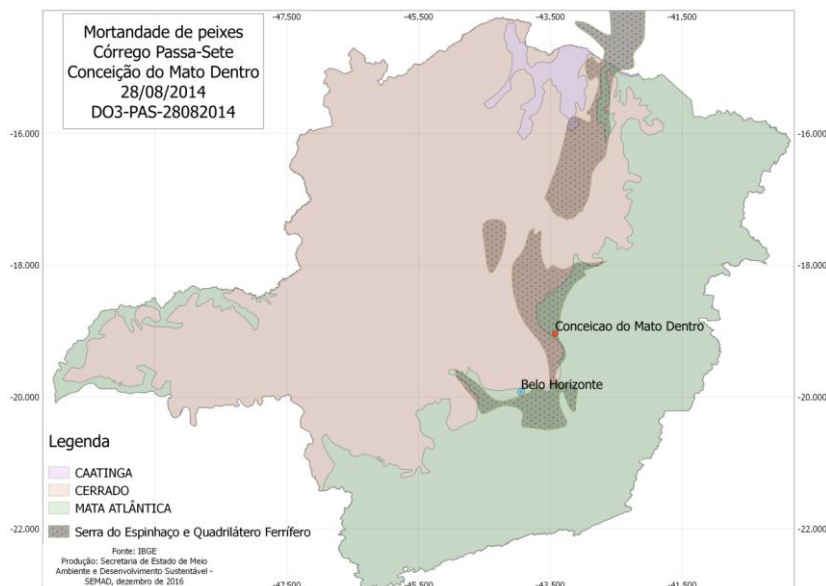 -47.500
-45.500
-43.500
-41.500
Mortandade de peixes
Córrego Passa-Sete
Conceição do Mato Dentro
28/08/2014
DO3-PAS-28082014
-16.000
-16.000
-18.000
-18.000
Conceicao do Mato Dentro
Belo Horizonte
-20.000
-20.000
Legenda
CAATINGA
CERRADO
MATA ATLÂNTICA
Serra do Espinhaço e Quadrilátero Ferrífero
-22.000
-22.000
Fonte: IBGE
Produção: Secretaria de Estado de Meio
Ambiente e Desenvolvimento Sustentável -
SEMAD, dezembro de 2016
-47.500
-45.500
-43.500
-41.500